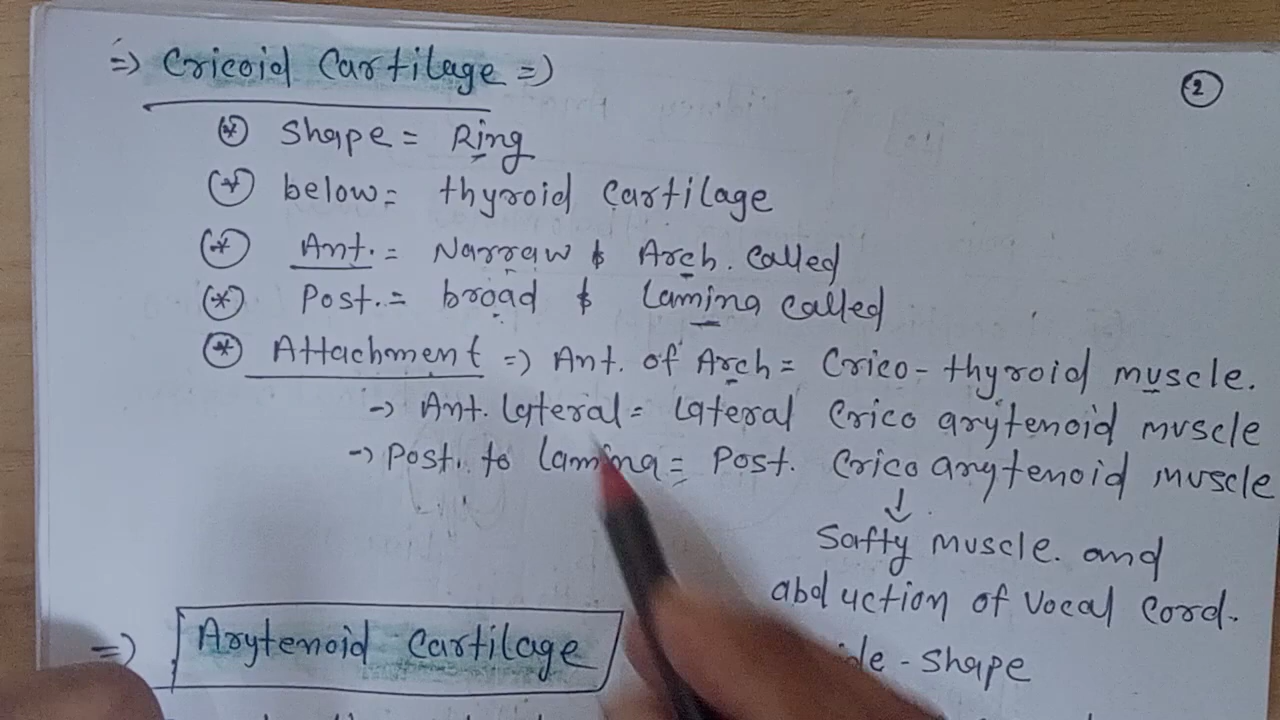 => Cricoid Cartilage =>
2
* Shape = Ring
* below = thyroid Cartilage
* Ant. = Narraw & Arch. Called
* Post. = broad & Lamina Called
* Attachment => Ant. of Arch = Crico-thyroid muscle.
-> Ant. lateral = Lateral Crico arytenoid muscle
-> Post. to Lamina = Post. Crico arytenoid muscle
↓
Safty muscle. and
abduction of Vocal Cord.
=> Arytenoid Cartilage
-shape